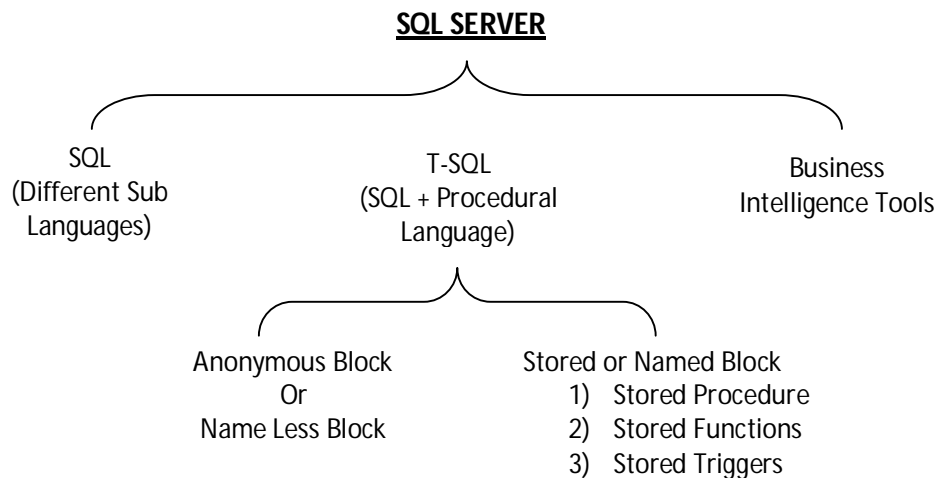 SQL SERVER
SQL
(Different Sub
Languages)
T-SQL
(SQL + Procedural
Language)
Business
Intelligence Tools
Anonymous Block
Or
Name Less Block
Stored or Named Block
1) Stored Procedure
2) Stored Functions
3) Stored Triggers